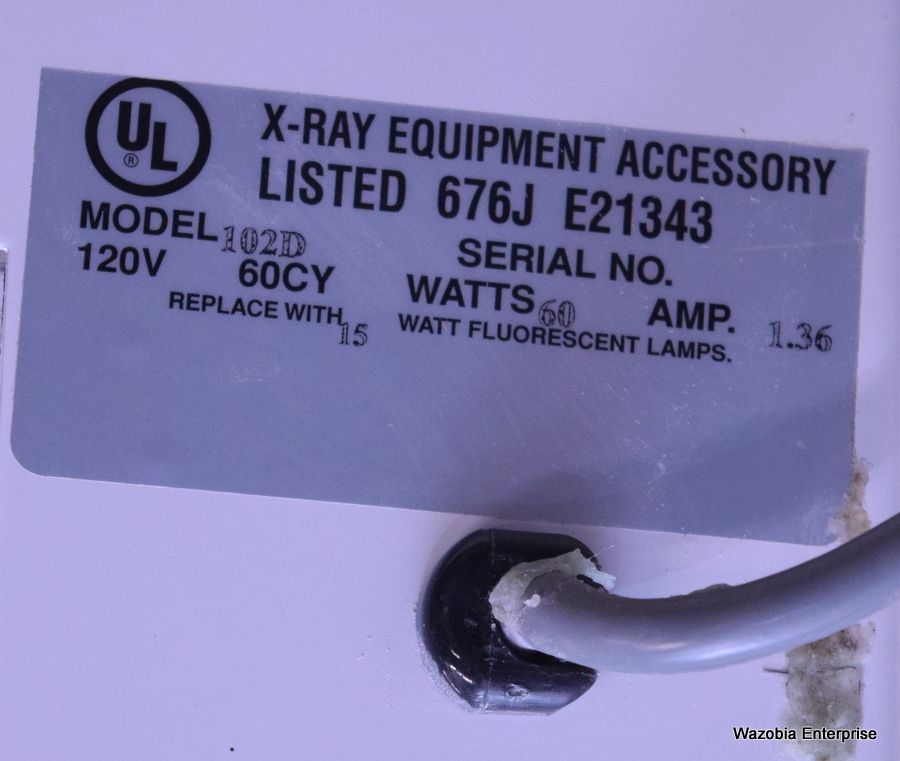 UL® X-RAY EQUIPMENT ACCESSORY
LISTED 676J E21343
MODEL 102D SERIAL NO.
120V 60CY WATTS 60 AMP. 1.36
REPLACE WITH 15 WATT FLUORESCENT LAMPS.
Wazobia Enterprise